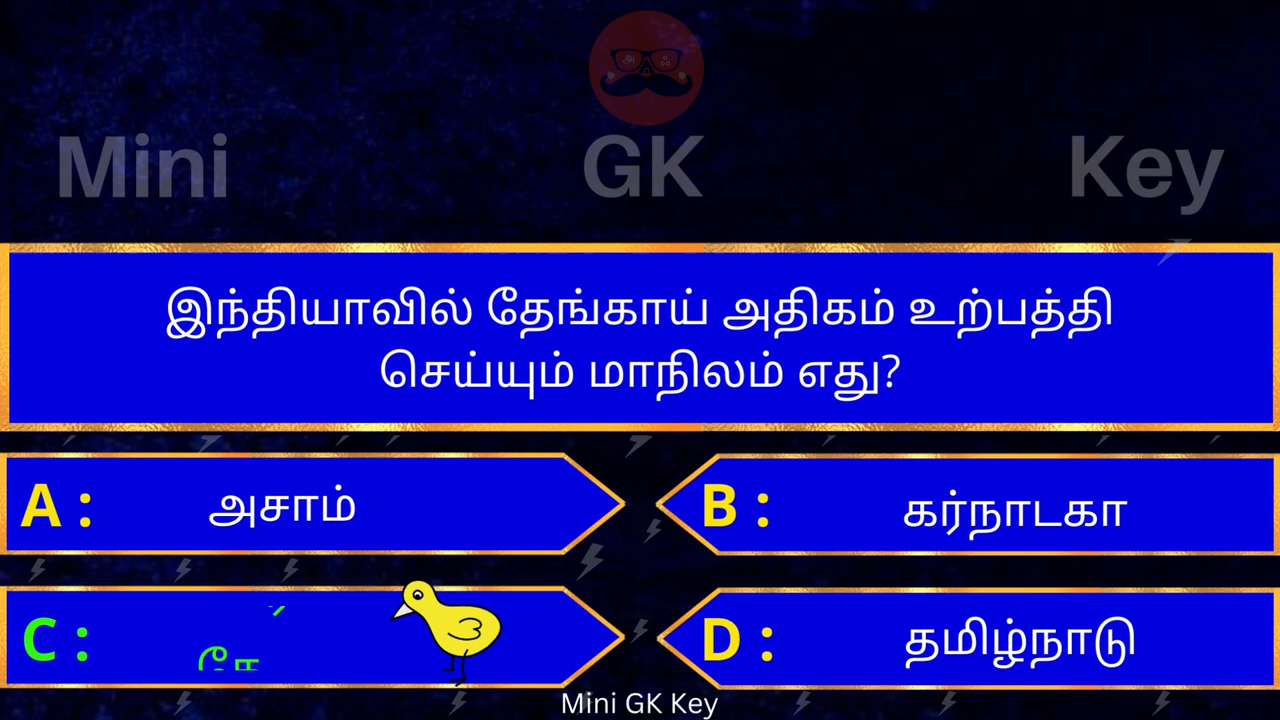 Mini GK Key
இந்தியாவில் தேங்காய் அதிகம் உற்பத்தி
செய்யும் மாநிலம் எது?
A : அசாம்
B : கர்நாடகா
C :
D : தமிழ்நாடு
Mini GK Key